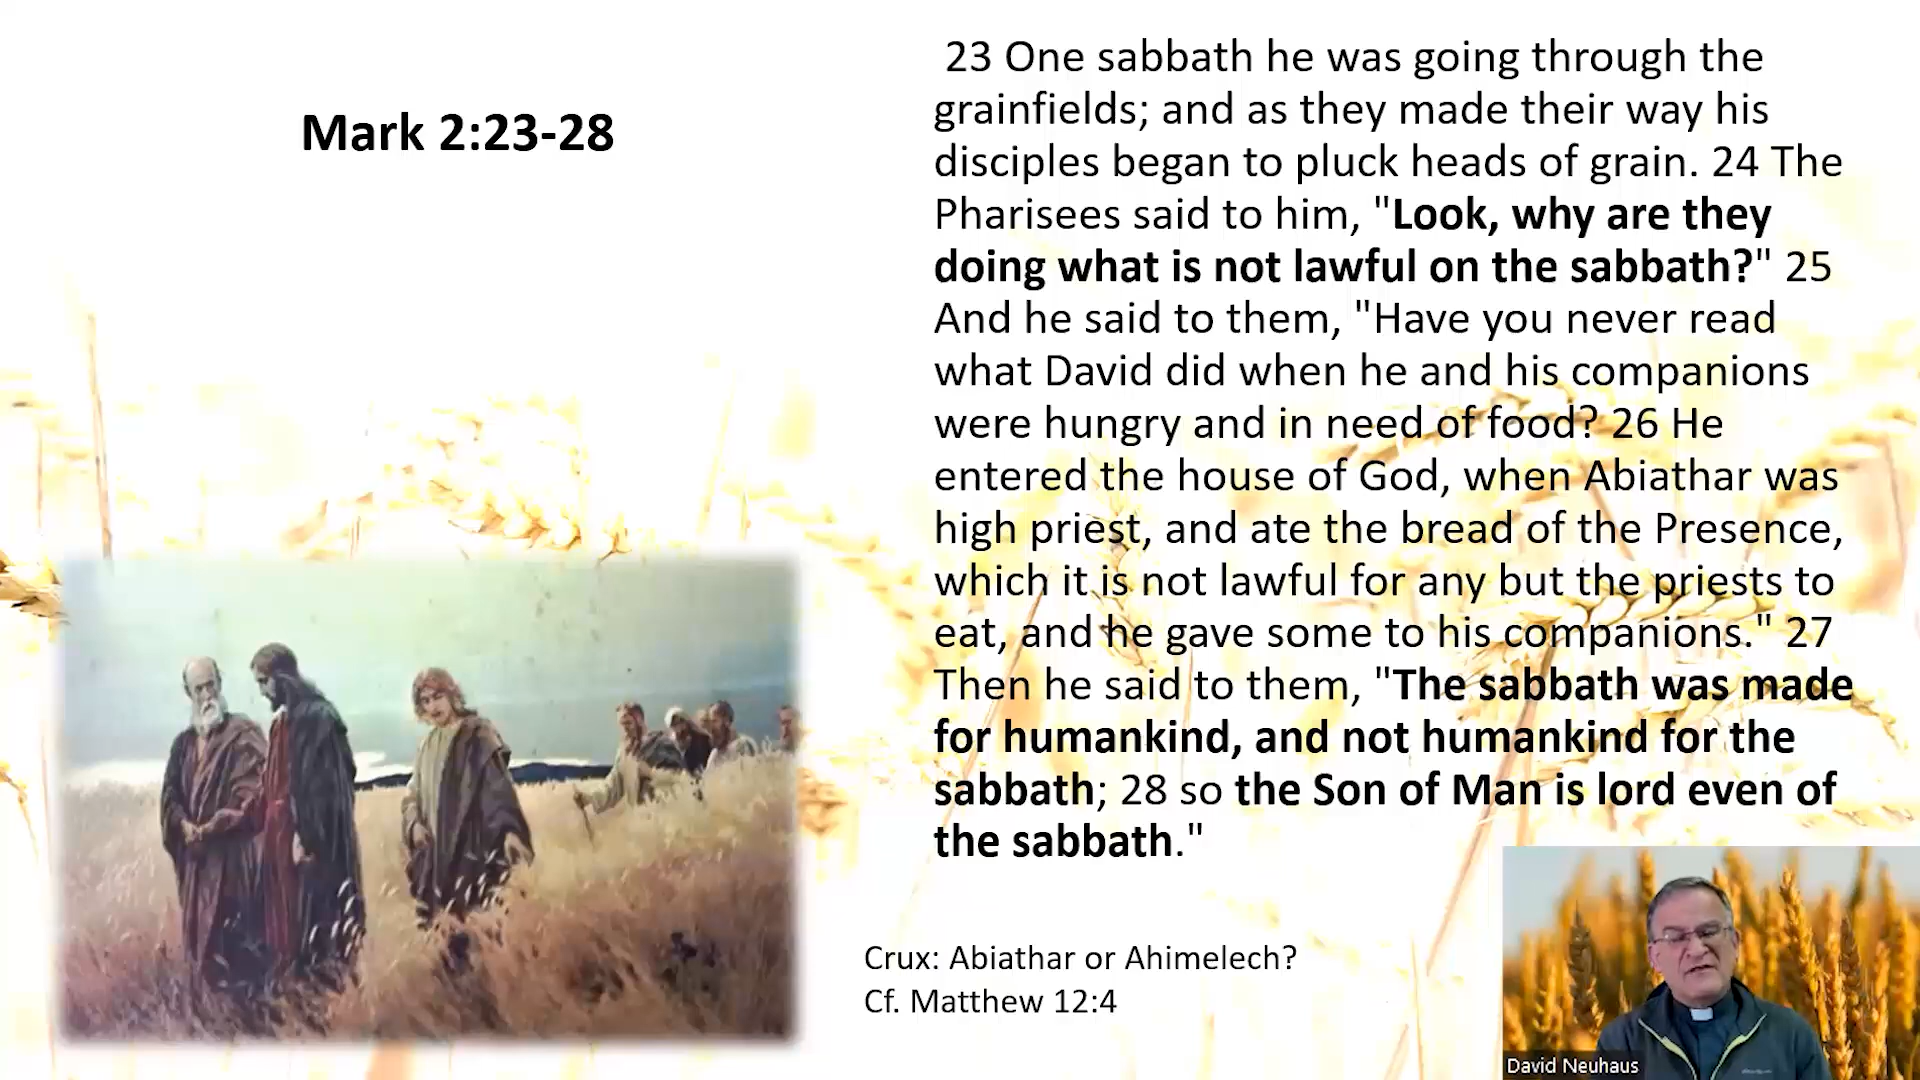 Mark 2:23-28
23 One sabbath he was going through the
grainfields; and as they made their way his
disciples began to pluck heads of grain. 24 The
Pharisees said to him, "Look, why are they
doing what is not lawful on the sabbath?" 25
And he said to them, "Have you never read
what David did when he and his companions
were hungry and in need of food? 26 He
entered the house of God, when Abiathar was
high priest, and ate the bread of the Presence,
which it is not lawful for any but the priests to
eat, and he gave some to his companions." 27
Then he said to them, "The sabbath was made
for humankind, and not humankind for the
sabbath; 28 so the Son of Man is lord even of
the sabbath."
Crux: Abiathar or Ahimelech?
Cf. Matthew 12:4
David Neuhaus